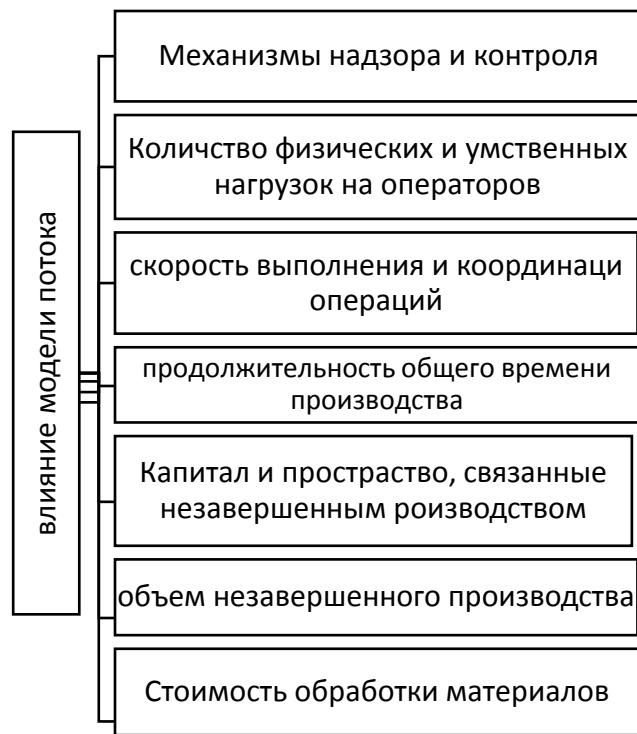 влияние модели потока
Механизмы надзора и контроля
Количство физических и умственных
нагрузок на операторов
скорость выполнения и координаци
операций
продолжительность общего времени
производства
Капитал и простраство, связанные
незавершенным роизводством
объем незавершенного производства
Стоимость обработки материалов